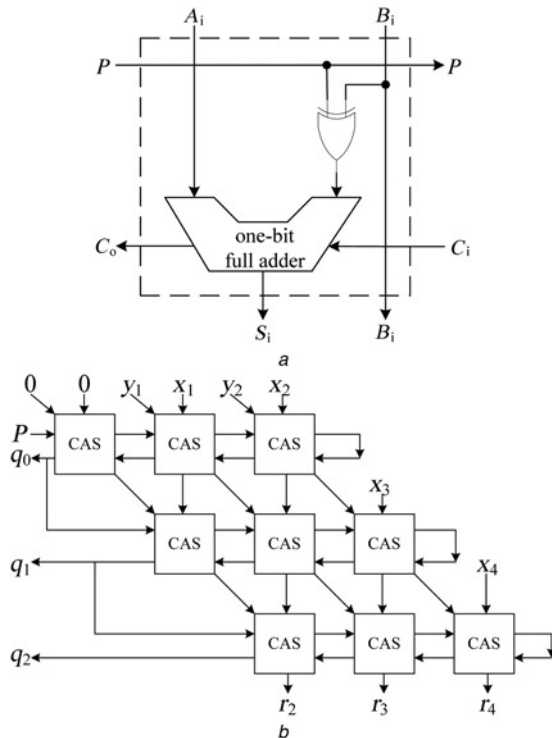 Aᵢ Bᵢ
P P
one-bit
full adder
Cₒ Cᵢ
Sᵢ Bᵢ
a
0 0 y₁ x₁ y₂ x₂
P CAS CAS CAS
q₀
x₃
CAS CAS CAS
q₁
x₄
CAS CAS CAS
q₂
r₂ r₃ r₄
b